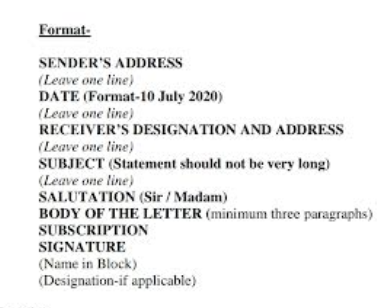 Format-
SENDER'S ADDRESS
(Leave one line)
DATE (Format-10 July 2020)
(Leave one line)
RECEIVER'S DESIGNATION AND ADDRESS
(Leave one line)
SUBJECT (Statement should not be very long)
(Leave one line)
SALUTATION (Sir / Madam)
BODY OF THE LETTER (minimum three paragraphs)
SUBSCRIPTION
SIGNATURE
(Name in Block)
(Designation-if applicable)